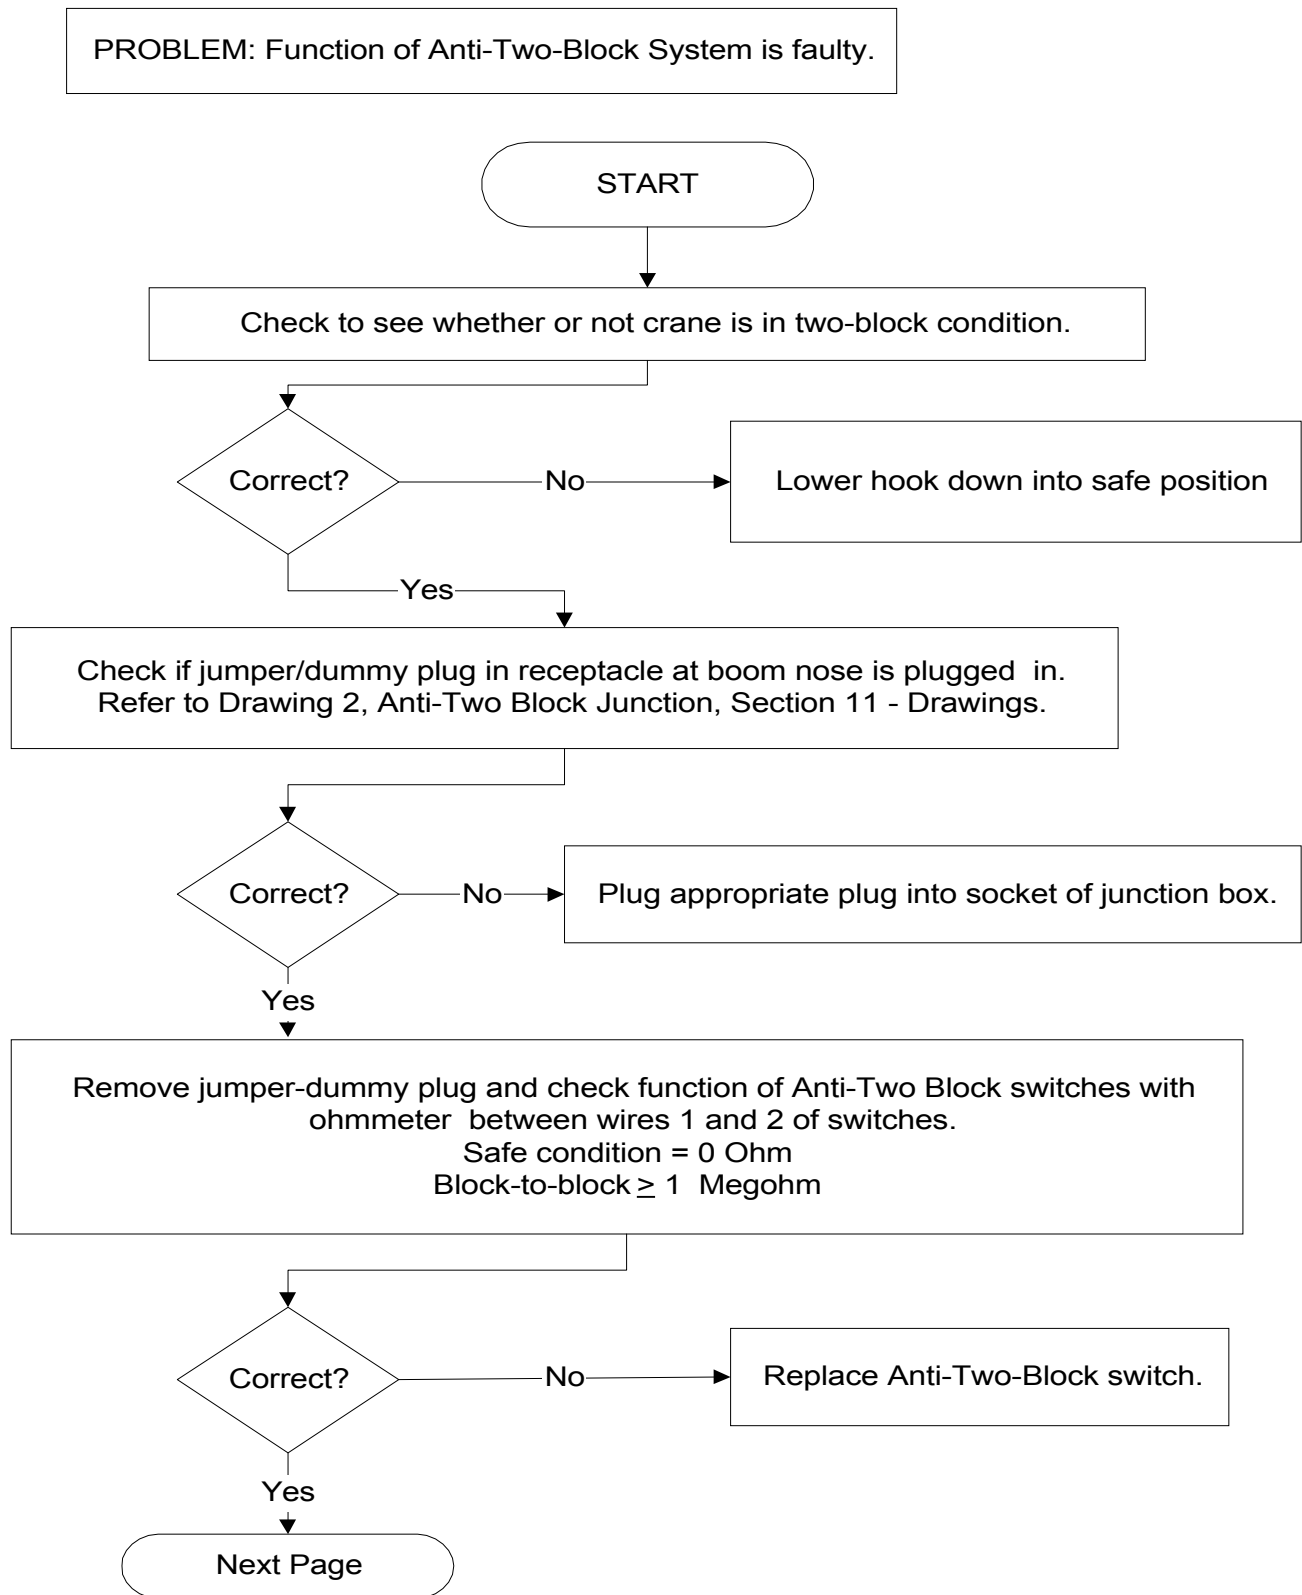 PROBLEM: Function of Anti-Two-Block System is faulty.
START
Check to see whether or not crane is in two-block condition.
Correct?
No
Lower hook down into safe position
Yes
Check if jumper/dummy plug in receptacle at boom nose is plugged in.
Refer to Drawing 2, Anti-Two Block Junction, Section 11 - Drawings.
Correct?
No
Plug appropriate plug into socket of junction box.
Yes
Remove jumper-dummy plug and check function of Anti-Two Block switches with
ohmmeter between wires 1 and 2 of switches.
Safe condition = 0 Ohm
Block-to-block ≥ 1 Megohm
Correct?
No
Replace Anti-Two-Block switch.
Yes
Next Page